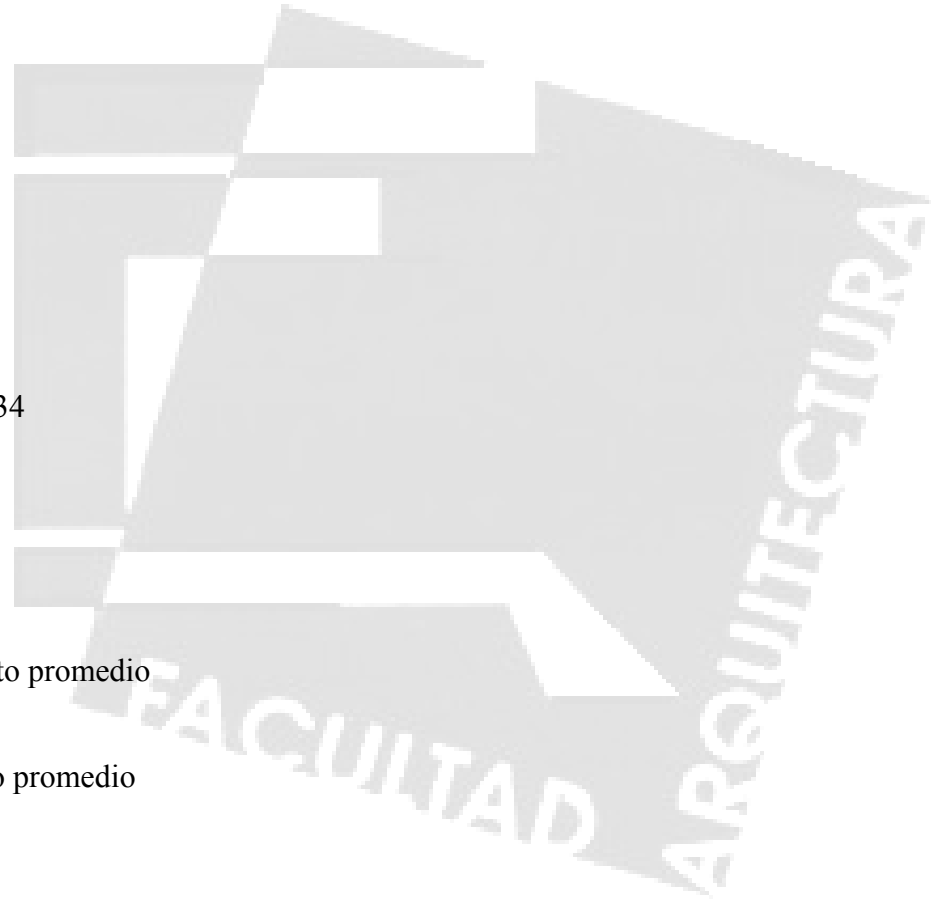 34
to promedio
o promedio
FACULTAD
ARQUITECTURA